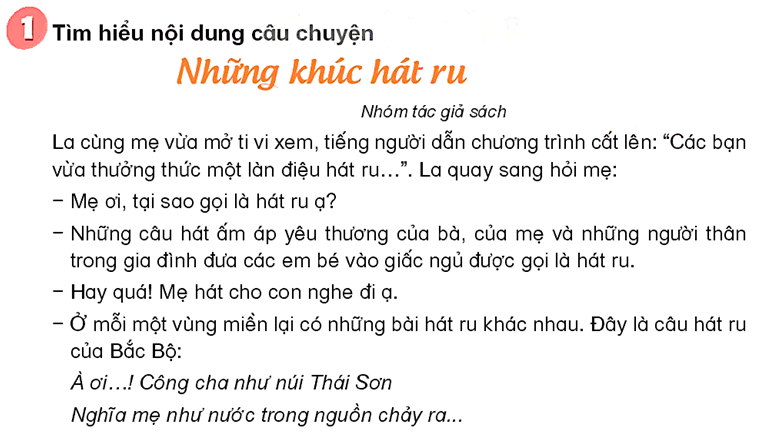 1 Tìm hiểu nội dung câu chuyện
Những khúc hát ru
Nhóm tác giả sách
La cùng mẹ vừa mở ti vi xem, tiếng người dẫn chương trình cất lên: “Các bạn
vừa thưởng thức một làn điệu hát ru...”. La quay sang hỏi mẹ:
– Mẹ ơi, tại sao gọi là hát ru ạ?
– Những câu hát ấm áp yêu thương của bà, của mẹ và những người thân
trong gia đình đưa các em bé vào giấc ngủ được gọi là hát ru.
– Hay quá! Mẹ hát cho con nghe đi ạ.
– Ở mỗi một vùng miền lại có những bài hát ru khác nhau. Đây là câu hát ru
của Bắc Bộ:
À ơi...! Công cha như núi Thái Sơn
Nghĩa mẹ như nước trong nguồn chảy ra...